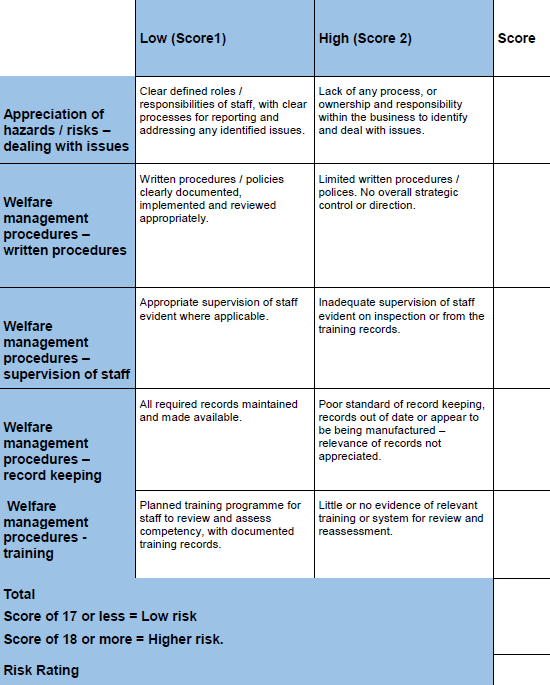 Low (Score1)
High (Score 2)
Score
Appreciation of
hazards / risks –
dealing with issues
Clear defined roles /
responsibilities of staff, with clear
processes for reporting and
addressing any identified issues.
Lack of any process, or
ownership and responsibility
within the business to identify
and deal with issues.
Welfare
management
procedures –
written procedures
Written procedures / policies
clearly documented,
implemented and reviewed
appropriately.
Limited written procedures /
polices. No overall strategic
control or direction.
Welfare
management
procedures –
supervision of staff
Appropriate supervision of staff
evident where applicable.
Inadequate supervision of staff
evident on inspection or from the
training records.
Welfare
management
procedures –
record keeping
All required records maintained
and made available.
Poor standard of record keeping,
records out of date or appear to
be being manufactured –
relevance of records not
appreciated.
Welfare
management
procedures -
training
Planned training programme for
staff to review and assess
competency, with documented
training records.
Little or no evidence of relevant
training or system for review and
reassessment.
Total
Score of 17 or less = Low risk
Score of 18 or more = Higher risk.
Risk Rating